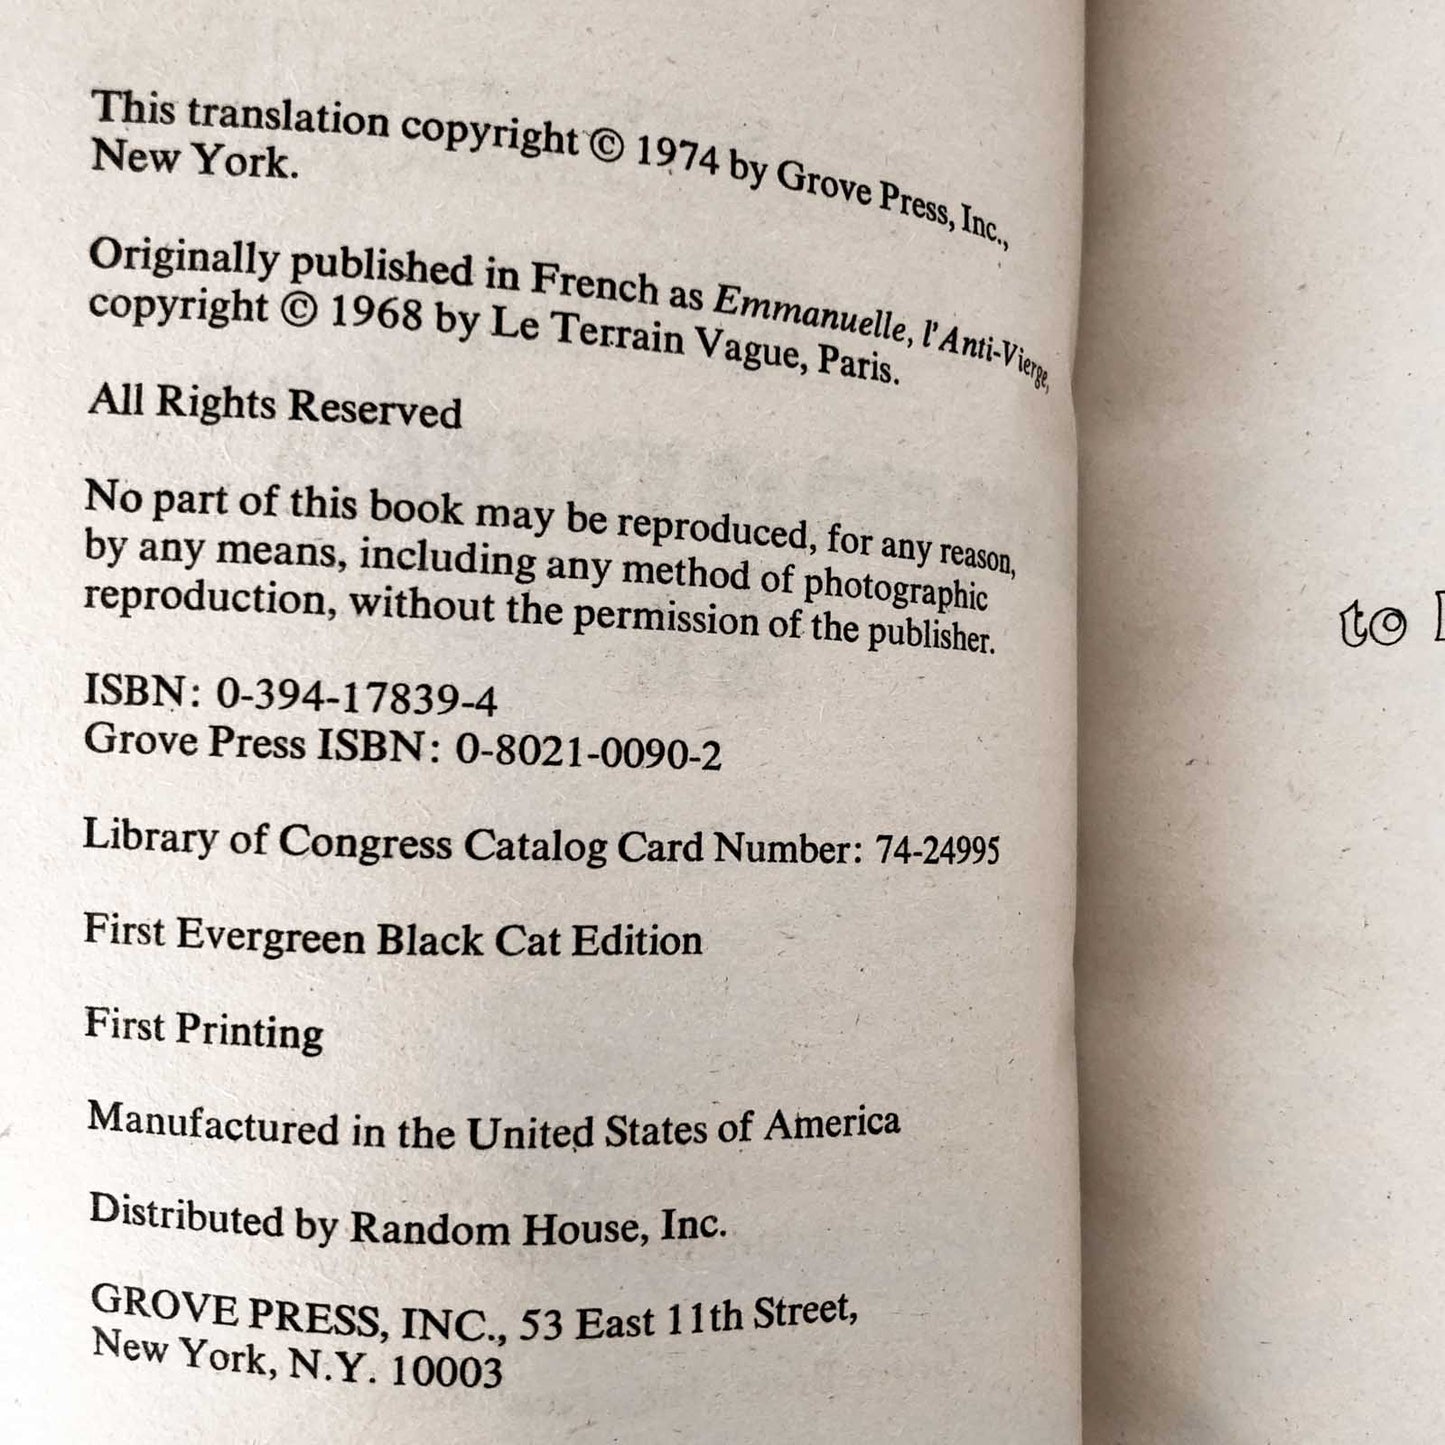 This translation copyright © 1974 by Grove Press, Inc.,
New York.
Originally published in French as Emmanuelle, l'Anti-Vierge,
copyright © 1968 by Le Terrain Vague, Paris.
All Rights Reserved
No part of this book may be reproduced, for any reason,
by any means, including any method of photographic
reproduction, without the permission of the publisher.
ISBN: 0-394-17839-4
Grove Press ISBN: 0-8021-0090-2
Library of Congress Catalog Card Number: 74-24995
First Evergreen Black Cat Edition
First Printing
Manufactured in the United States of America
Distributed by Random House, Inc.
GROVE PRESS, INC., 53 East 11th Street,
New York, N.Y. 10003
to